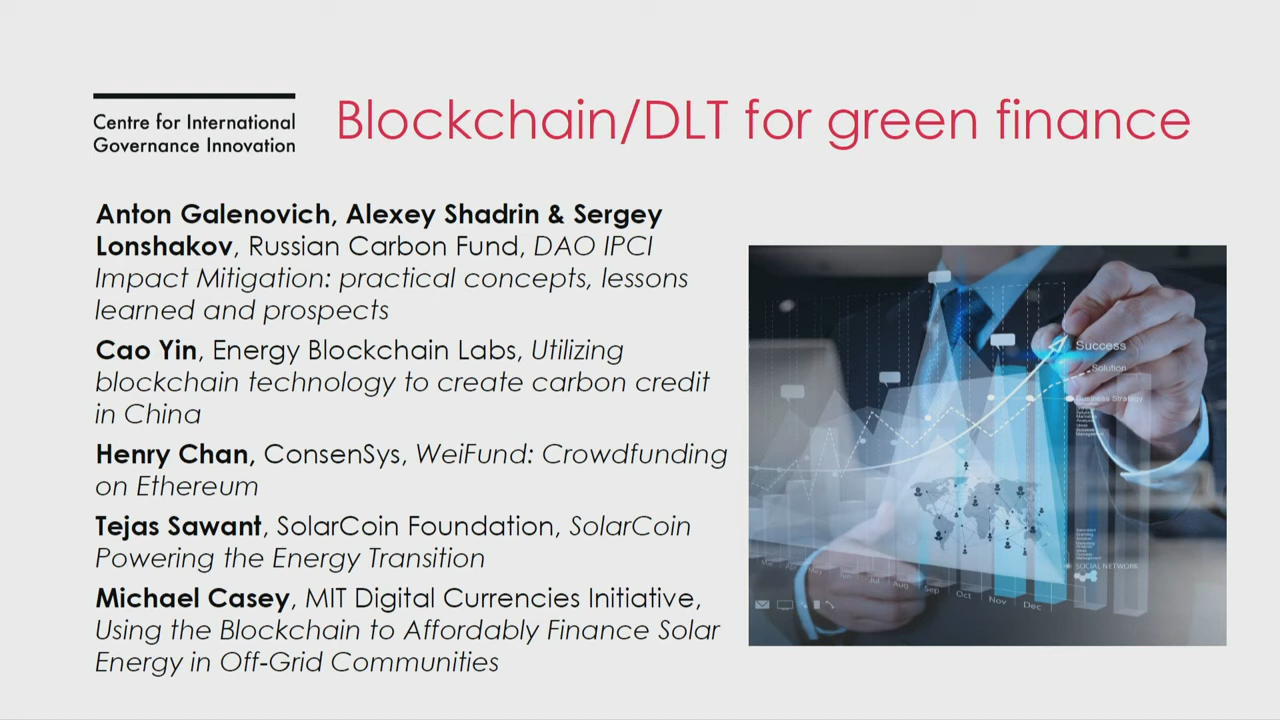 Centre for International
Governance Innovation
Blockchain/DLT for green finance
Anton Galenovich, Alexey Shadrin & Sergey
Lonshakov, Russian Carbon Fund, DAO IPCI
Impact Mitigation: practical concepts, lessons
learned and prospects
Cao Yin, Energy Blockchain Labs, Utilizing
blockchain technology to create carbon credit
in China
Henry Chan, ConsenSys, WeiFund: Crowdfunding
on Ethereum
Tejas Sawant, SolarCoin Foundation, SolarCoin
Powering the Energy Transition
Michael Casey, MIT Digital Currencies Initiative,
Using the Blockchain to Affordably Finance Solar
Energy in Off-Grid Communities
Success
Solution
Business Strategy
SOCIAL NETWORK
Jun Jul Aug Sep Oct Nov Dec